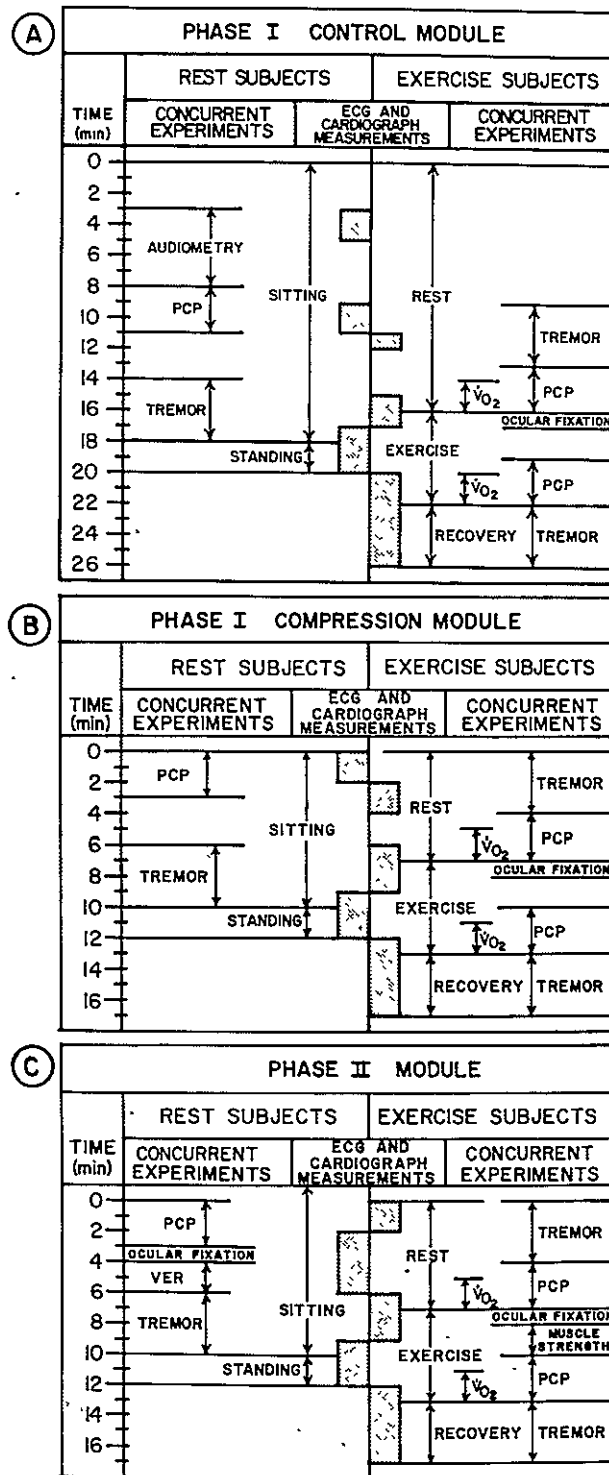 A
PHASE I CONTROL MODULE
REST SUBJECTS
EXERCISE SUBJECTS
TIME
(min)
CONCURRENT
EXPERIMENTS
ECG AND
CARDIOGRAPH
MEASUREMENTS
CONCURRENT
EXPERIMENTS
0
2
4
6
8
10
12
14
16
18
20
22
24
26
AUDIOMETRY
PCP
TREMOR
SITTING
STANDING
REST
EXERCISE
RECOVERY
V̇O2
V̇O2
TREMOR
PCP
OCULAR FIXATION
PCP
TREMOR
B
PHASE I COMPRESSION MODULE
REST SUBJECTS
EXERCISE SUBJECTS
TIME
(min)
CONCURRENT
EXPERIMENTS
ECG AND
CARDIOGRAPH
MEASUREMENTS
CONCURRENT
EXPERIMENTS
0
2
4
6
8
10
12
14
16
PCP
TREMOR
SITTING
STANDING
REST
EXERCISE
RECOVERY
V̇O2
V̇O2
TREMOR
PCP
OCULAR FIXATION
PCP
TREMOR
C
PHASE II MODULE
REST SUBJECTS
EXERCISE SUBJECTS
TIME
(min)
CONCURRENT
EXPERIMENTS
ECG AND
CARDIOGRAPH
MEASUREMENTS
CONCURRENT
EXPERIMENTS
0
2
4
6
8
10
12
14
16
PCP
OCULAR FIXATION
VER
TREMOR
SITTING
STANDING
REST
EXERCISE
RECOVERY
V̇O2
V̇O2
TREMOR
PCP
OCULAR FIXATION
MUSCLE
STRENGTH
PCP
TREMOR